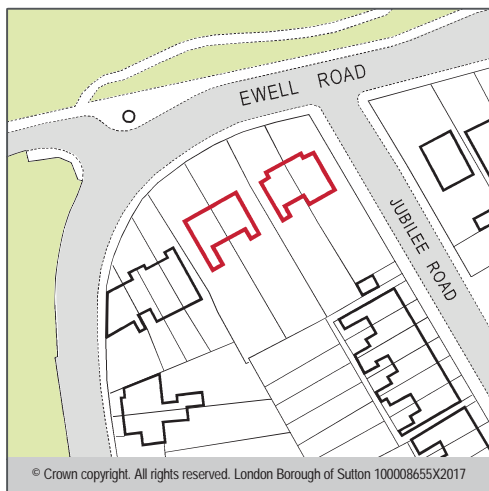 EWELL ROAD
JUBILEE ROAD
© Crown copyright. All rights reserved. London Borough of Sutton 100008655X2017